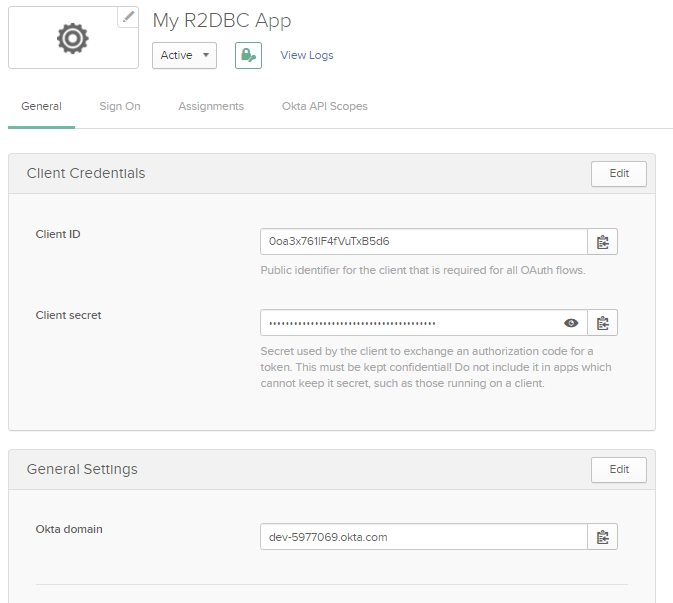 My R2DBC App
Active
View Logs
General
Sign On
Assignments
Okta API Scopes
Client Credentials
Edit
Client ID
0oa3x761lF4fVuTxB5d6
Public identifier for the client that is required for all OAuth flows.
Client secret
Secret used by the client to exchange an authorization code for a
token. This must be kept confidential! Do not include it in apps which
cannot keep it secret, such as those running on a client.
General Settings
Edit
Okta domain
dev-5977069.okta.com